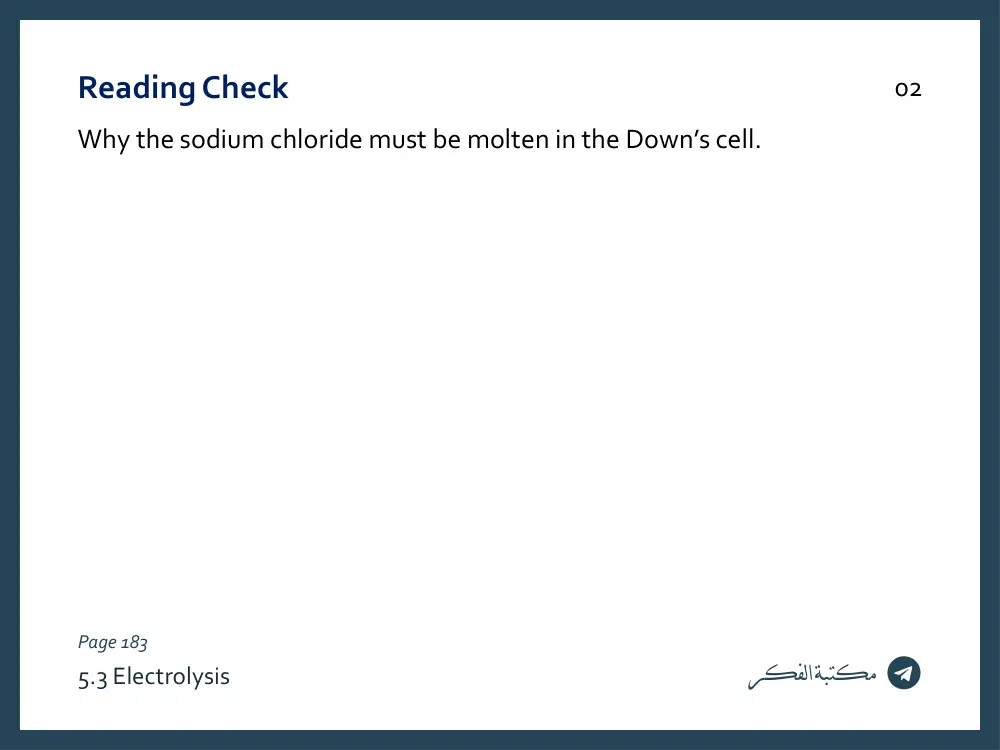 Reading Check
02
Why the sodium chloride must be molten in the Down’s cell.
Page 183
5.3 Electrolysis
مكتبة الفكر